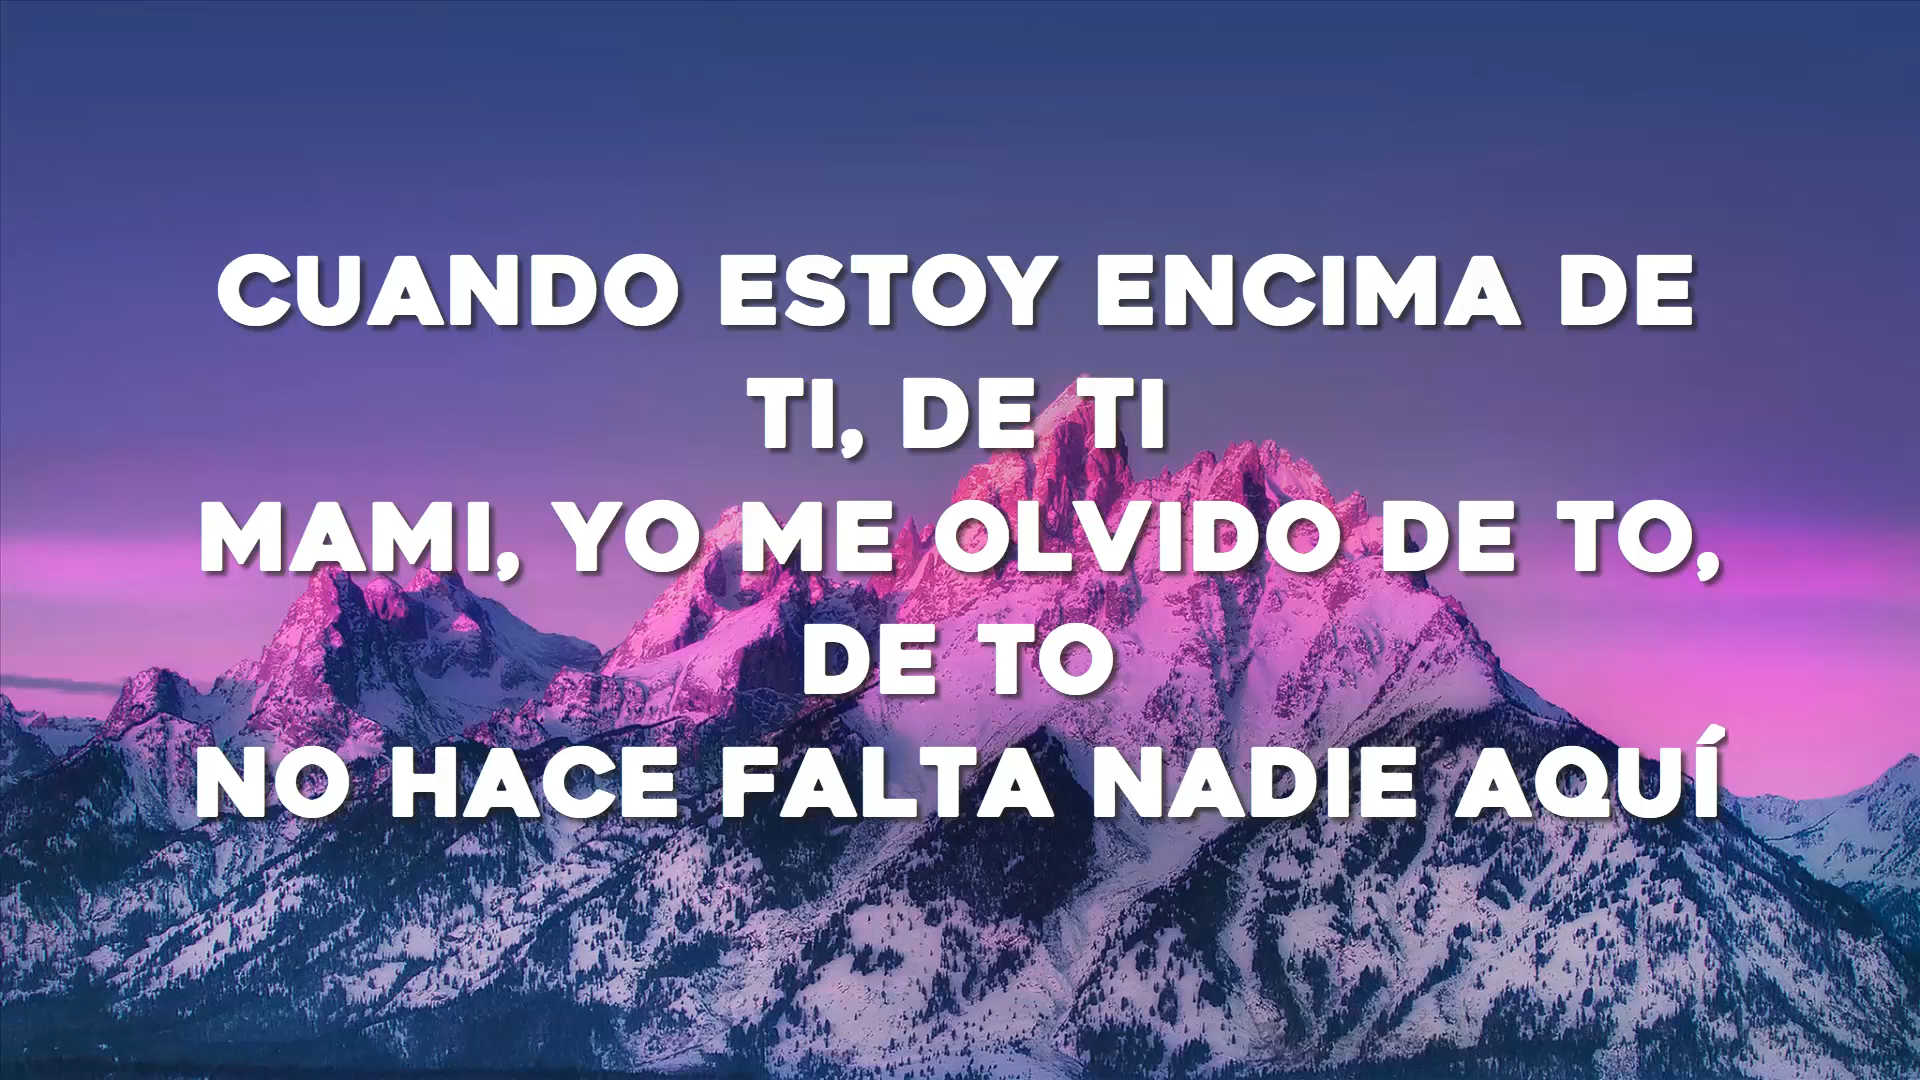 CUANDO ESTOY ENCIMA DE
TI, DE TI
MAMI, YO ME OLVIDO DE TO,
DE TO
NO HACE FALTA NADIE AQUÍ